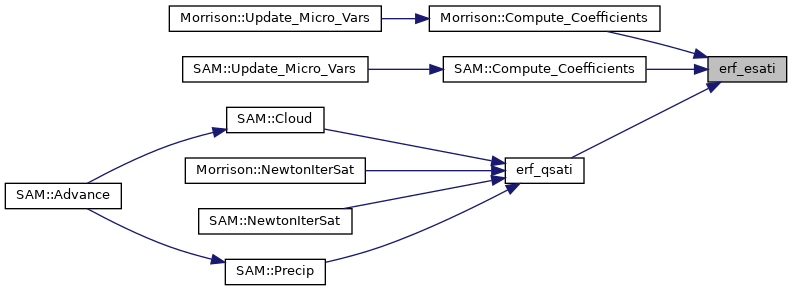 Morrison::Update_Micro_Vars
Morrison::Compute_Coefficients
SAM::Update_Micro_Vars
SAM::Compute_Coefficients
erf_esati
SAM::Cloud
Morrison::NewtonIterSat
erf_qsati
SAM::Advance
SAM::NewtonIterSat
SAM::Precip